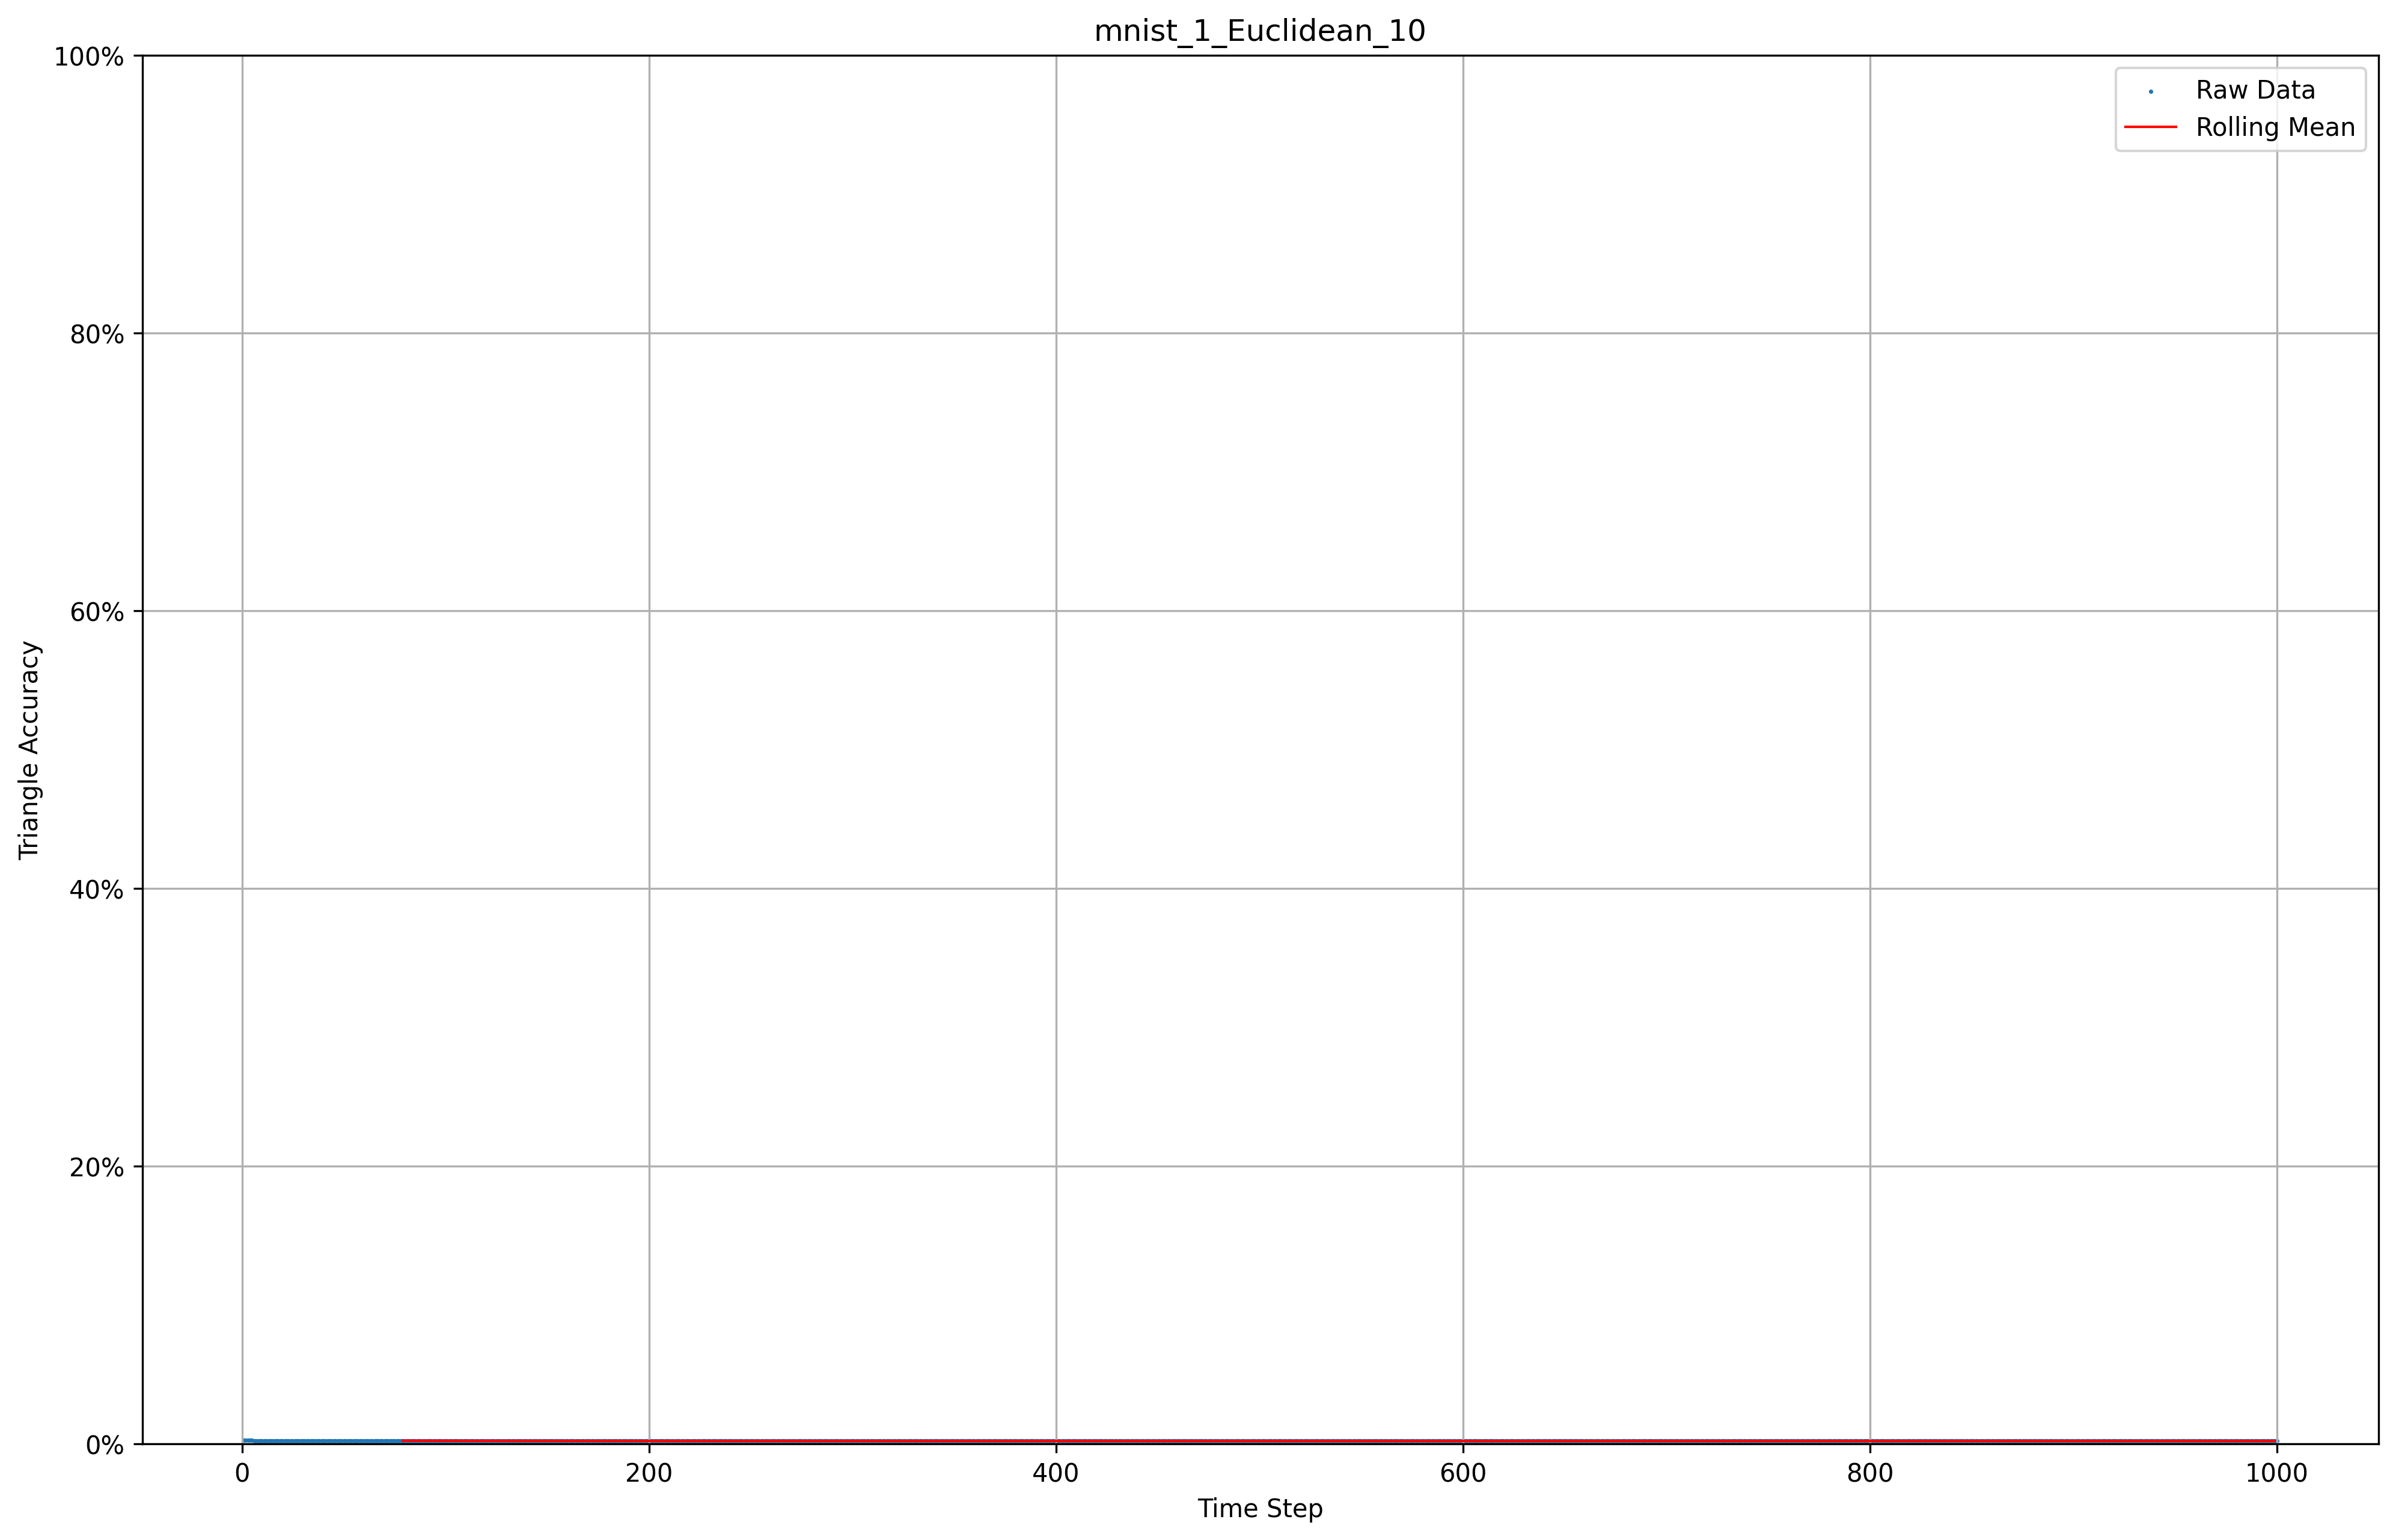 mnist_1_Euclidean_10
100%
80%
60%
40%
20%
0%
Triangle Accuracy
Raw Data
Rolling Mean
0 200 400 600 800 1000
Time Step